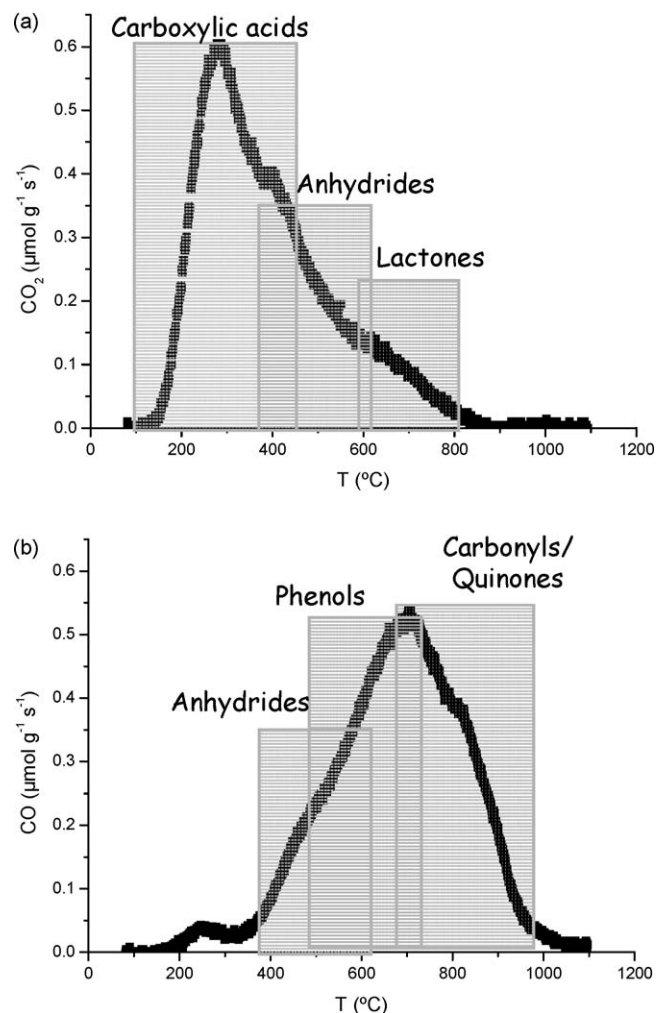 (a)
Carboxylic acids
0.6
0.5
0.4
Anhydrides
0.3
Lactones
0.2
0.1
0.0
CO₂ (µmol g⁻¹ s⁻¹)
0 200 400 600 800 1000 1200
T (ºC)
(b)
Carbonyls/
Quinones
0.6
Phenols
0.5
0.4
Anhydrides
0.3
0.2
0.1
0.0
CO (µmol g⁻¹ s⁻¹)
0 200 400 600 800 1000 1200
T (ºC)